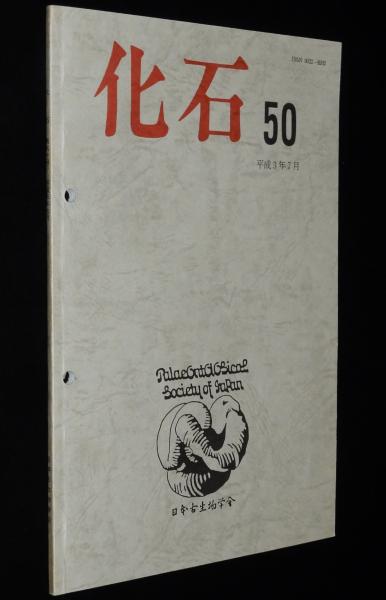 化石
50
平成3年7月
Palaeontological
Society of Japan
日本古生物学会